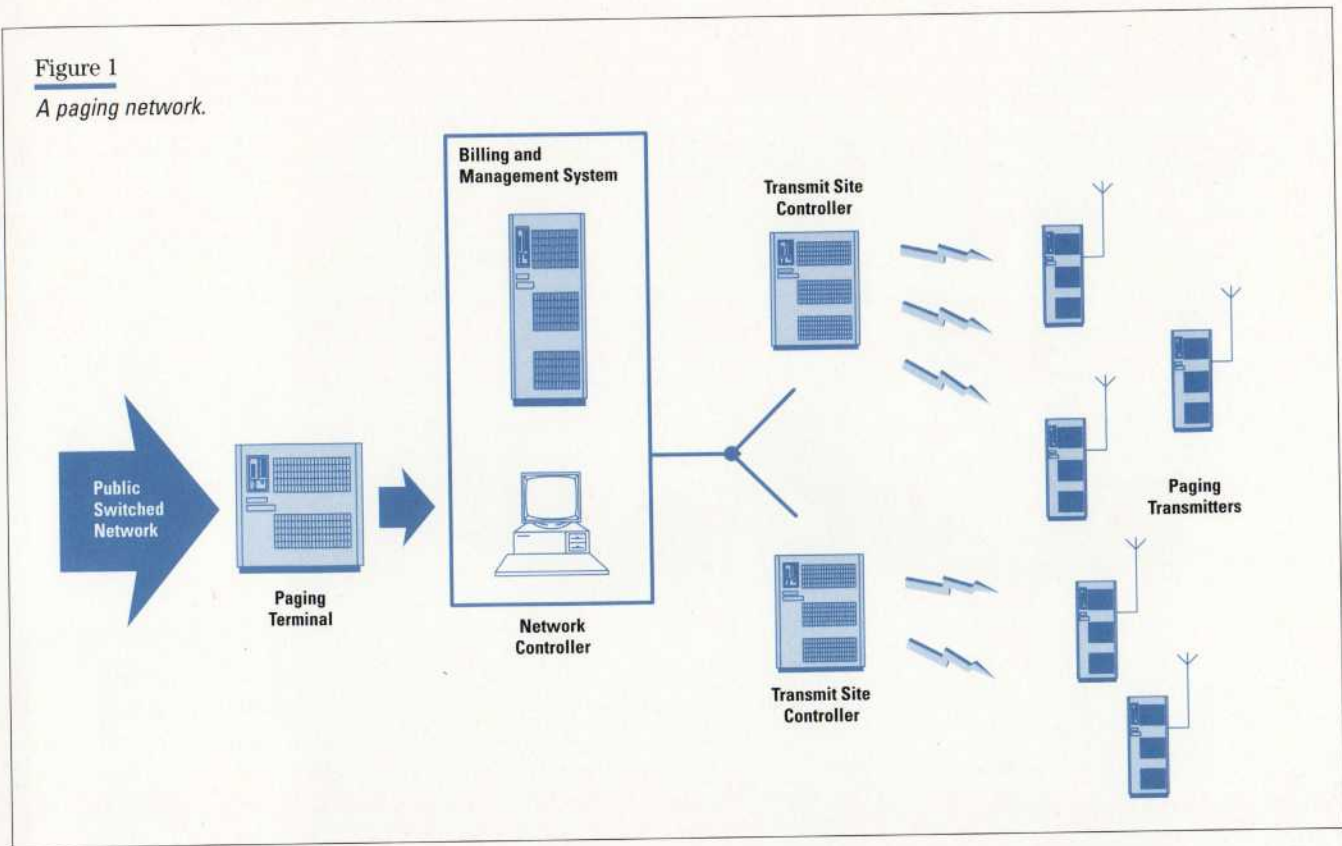 Figure 1
A paging network.
Billing and
Management System
Transmit Site
Controller
Public
Switched
Network
Paging
Terminal
Network
Controller
Paging
Transmitters
Transmit Site
Controller